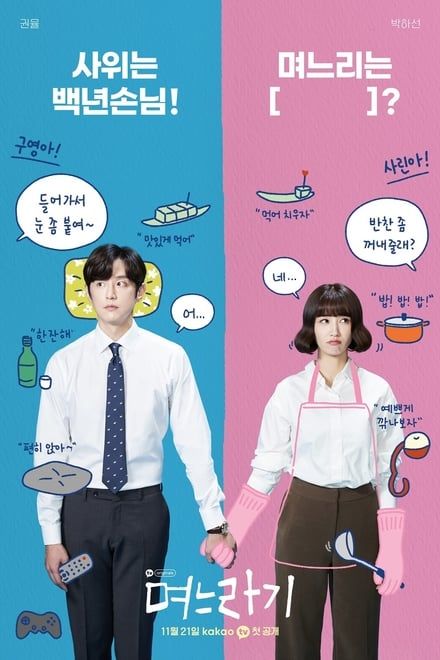 권율
박하선
사위는
백년손님!
며느리는
[ ]?
구영아!
들어가서
눈 좀 붙여~
"맛있게 먹어"
어...
"한잔해"
"편히 앉아~"
사린아!
"먹어 치우자"
반찬 좀
꺼내줄래?
네...
"밥! 밥! 밥!"
"예쁘게
깎나보자"
tv
며느라기
11월 21일 kakao tv 첫 공개